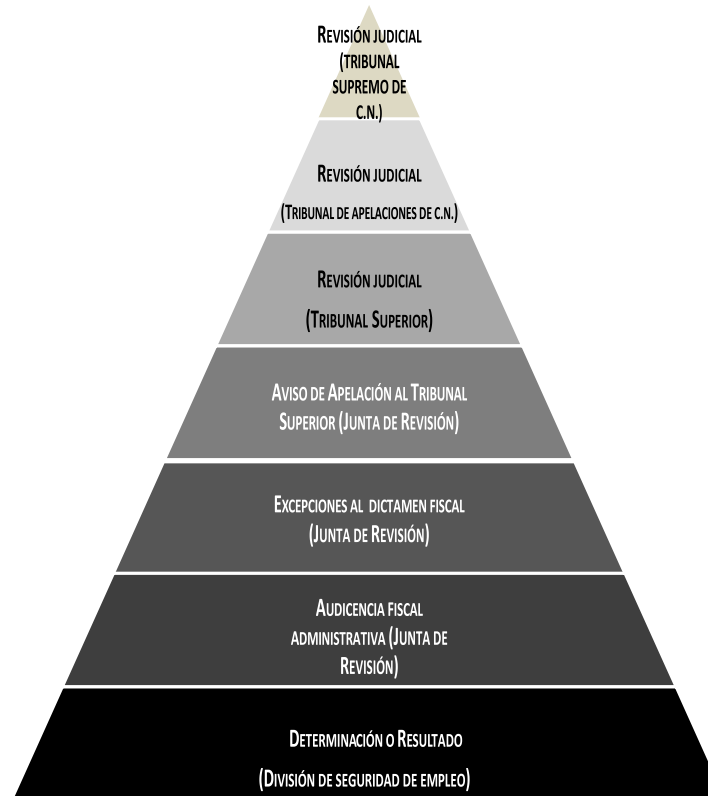 REVISIÓN JUDICIAL
(TRIBUNAL
SUPREMO DE
C.N.)
REVISIÓN JUDICIAL
(TRIBUNAL DE APELACIONES DE C.N.)
REVISIÓN JUDICIAL
(TRIBUNAL SUPERIOR)
AVISO DE APELACIÓN AL TRIBUNAL
SUPERIOR (JUNTA DE REVISIÓN)
EXCEPCIONES AL DICTAMEN FISCAL
(JUNTA DE REVISIÓN)
AUDICENCIA FISCAL
ADMINISTRATIVA (JUNTA DE
REVISIÓN)
DETERMINACIÓN O RESULTADO
(DIVISIÓN DE SEGURIDAD DE EMPLEO)